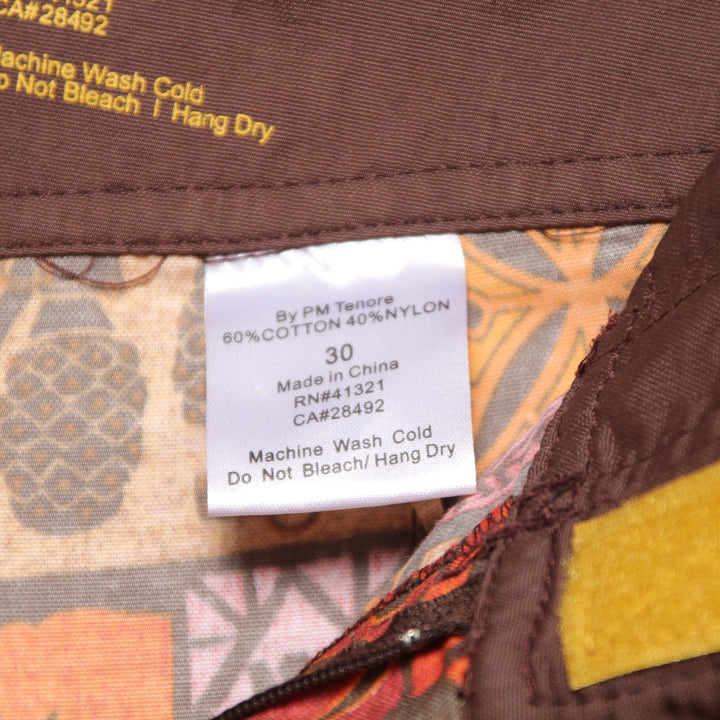 41321
CA#28492
Machine Wash Cold
Do Not Bleach | Hang Dry
By PM Tenore
60%COTTON 40%NYLON
30
Made in China
RN#41321
CA#28492
Machine Wash Cold
Do Not Bleach/ Hang Dry